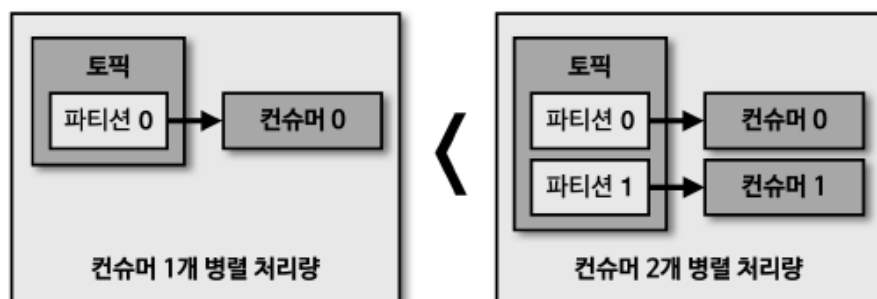 토픽
파티션 0
컨슈머 0
컨슈머 1개 병렬 처리량
<
토픽
파티션 0
컨슈머 0
파티션 1
컨슈머 1
컨슈머 2개 병렬 처리량